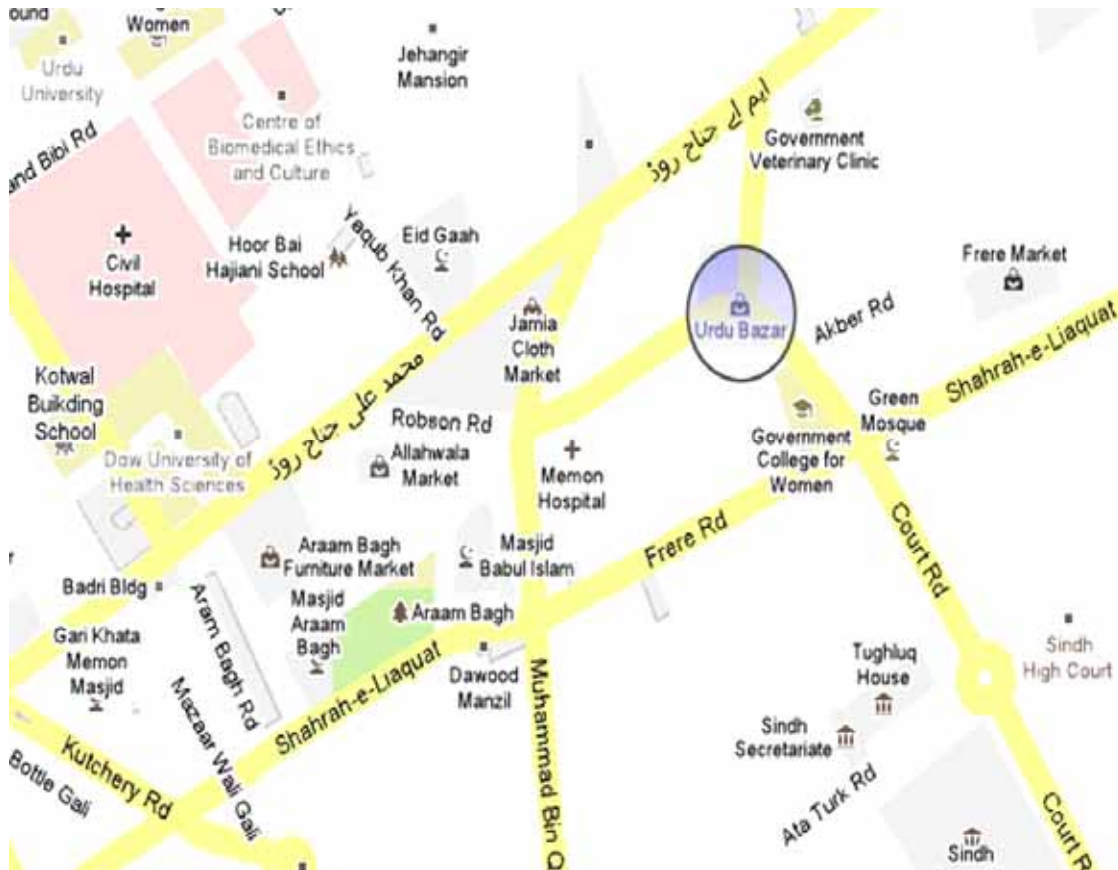 ound
Women
Urdu
University
Jehangir
Mansion
Centre of
Biomedical Ethics
and Culture
and Bibi Rd
ایم اے جناح روڈ
Government
Veterinary Clinic
Civil
Hospital
Hoor Bai
Hajiani School
Yaqub Khan Rd
Eid Gaah
Frere Market
Jamia
Cloth
Market
Urdu Bazar
Akber Rd
Shahrah-e-Liaquat
Kotwal
Buikding
School
محمد علی جناح روڈ
Robson Rd
Allahwala
Market
Green
Mosque
Dow University of
Health Sciences
Memon
Hospital
Government
College for
Women
Frere Rd
Court Rd
Araam Bagh
Furniture Market
Masjid
Babul Islam
Badri Bldg
Aram Bagh Rd
Masjid
Araam
Bagh
Araam Bagh
Gari Khata
Memon
Masjid
Mazaar Wali Gali
Shahrah-e-Liaquat
Dawood
Manzil
Muhammad Bin Q
Tughluq
House
Sindh
High Court
Sindh
Secretariate
Kutchery Rd
Bottle Gali
Ata Turk Rd
Court R
Sindh